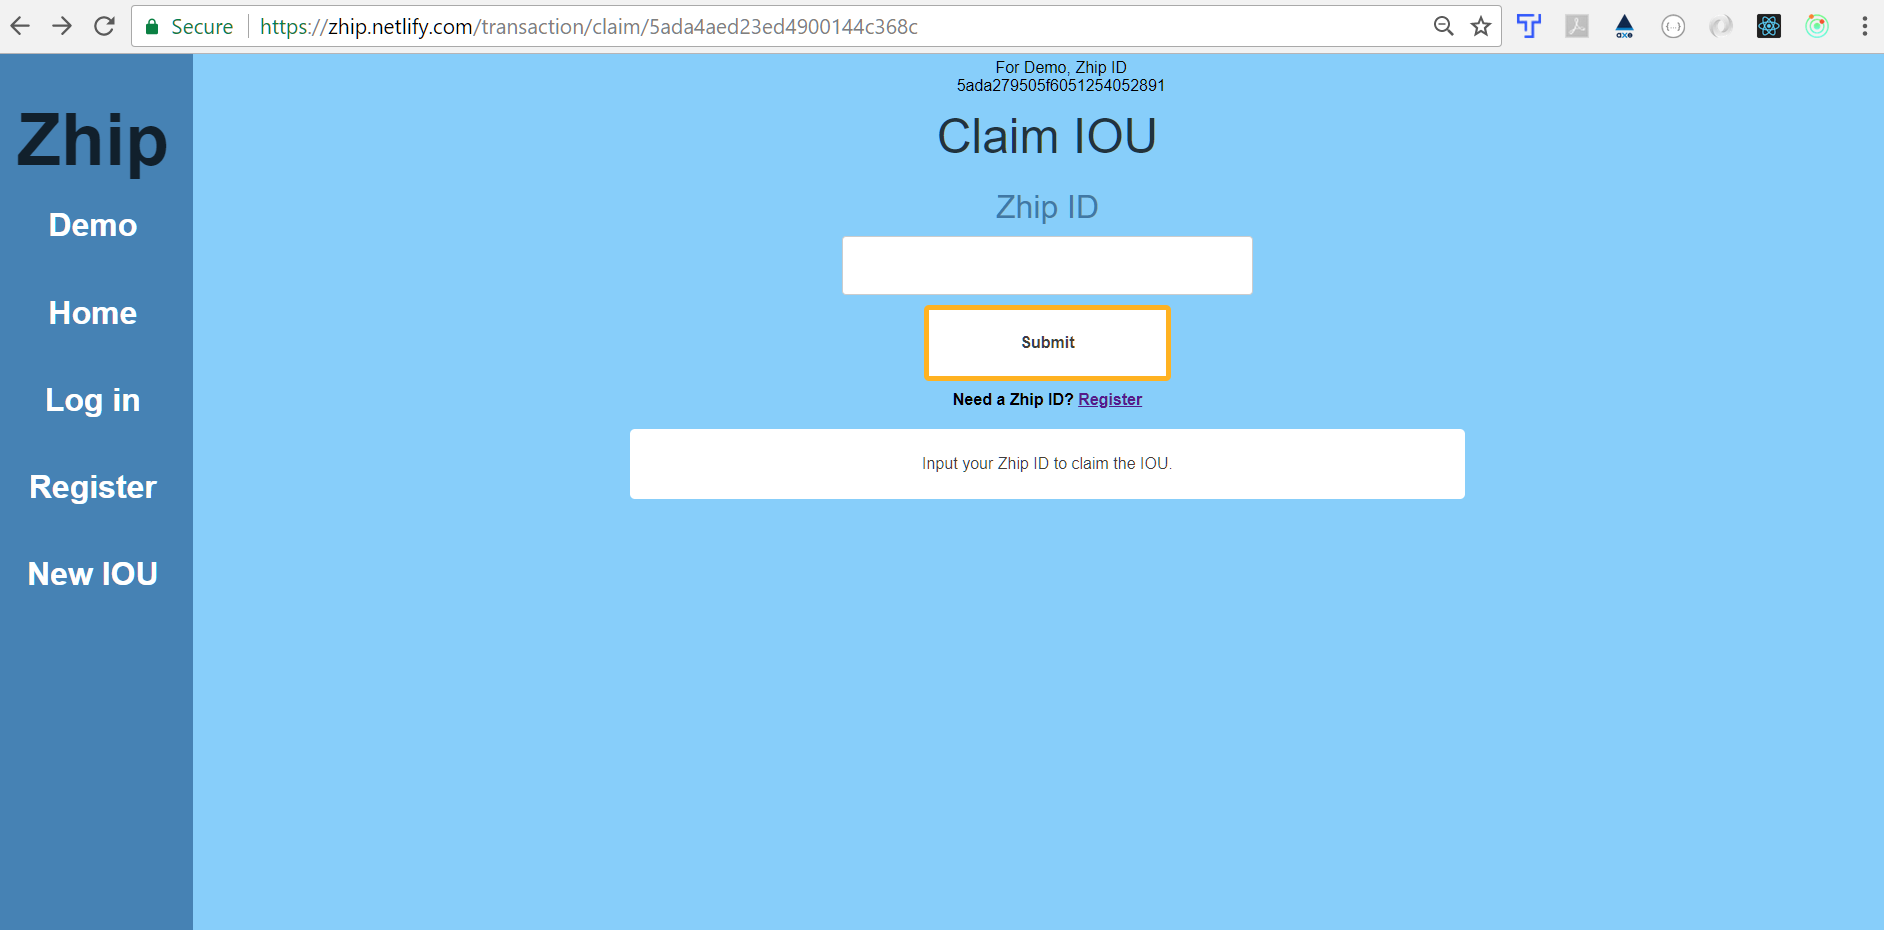 Secure https://zhip.netlify.com/transaction/claim/5ada4aed23ed4900144c368c
Zhip
Demo
Home
Log in
Register
New IOU
For Demo, Zhip ID
5ada279505f6051254052891
Claim IOU
Zhip ID
Submit
Need a Zhip ID? Register
Input your Zhip ID to claim the IOU.